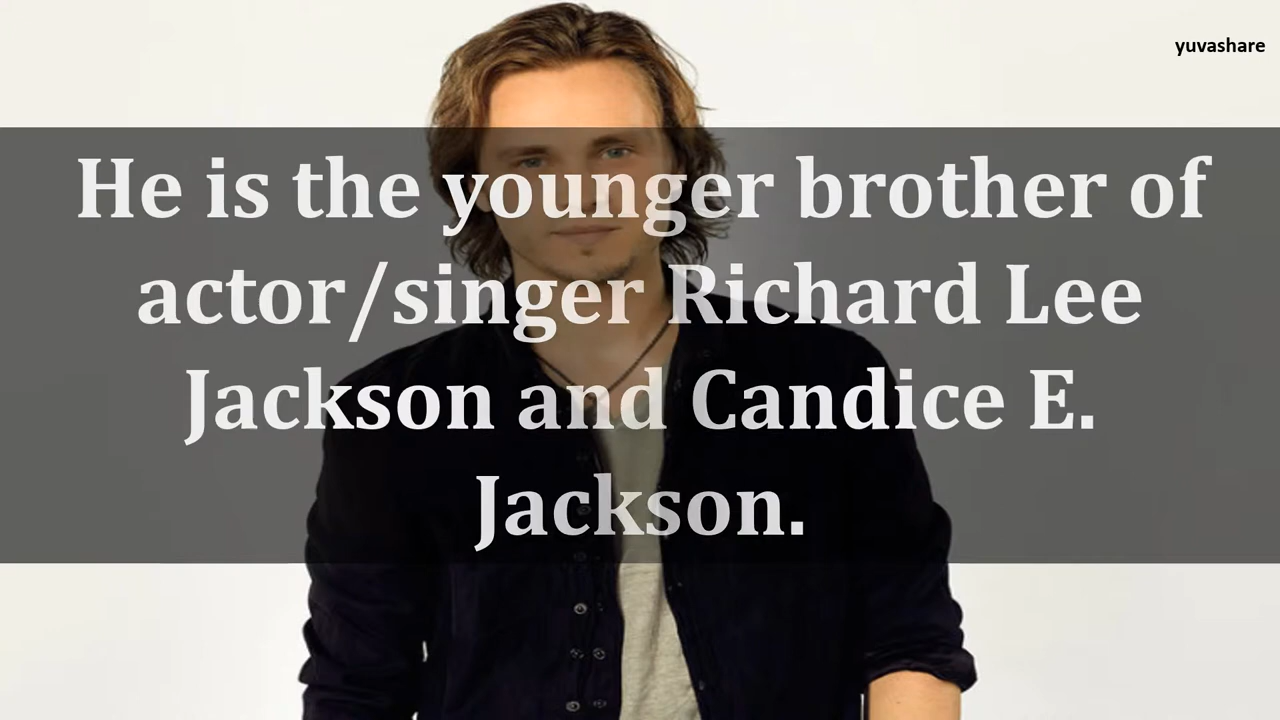 yuvashare
He is the younger brother of
actor/singer Richard Lee
Jackson and Candice E.
Jackson.